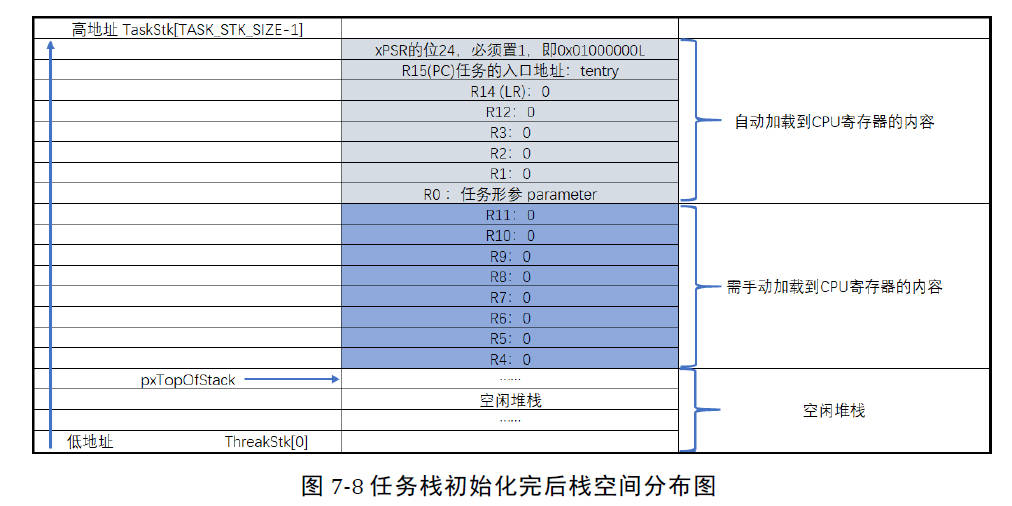 高地址 TaskStk[TASK_STK_SIZE-1]
xPSR的位24，必须置1，即0x01000000L
R15(PC)任务的入口地址：tentry
R14 (LR)：0
R12：0
R3：0
R2：0
R1：0
R0 ：任务形参 parameter
自动加载到CPU寄存器的内容
R11：0
R10：0
R9：0
R8：0
R7：0
R6：0
R5：0
R4：0
需手动加载到CPU寄存器的内容
pxTopOfStack
......
空闲堆栈
......
空闲堆栈
低地址 ThreakStk[0]
图 7-8 任务栈初始化完后栈空间分布图